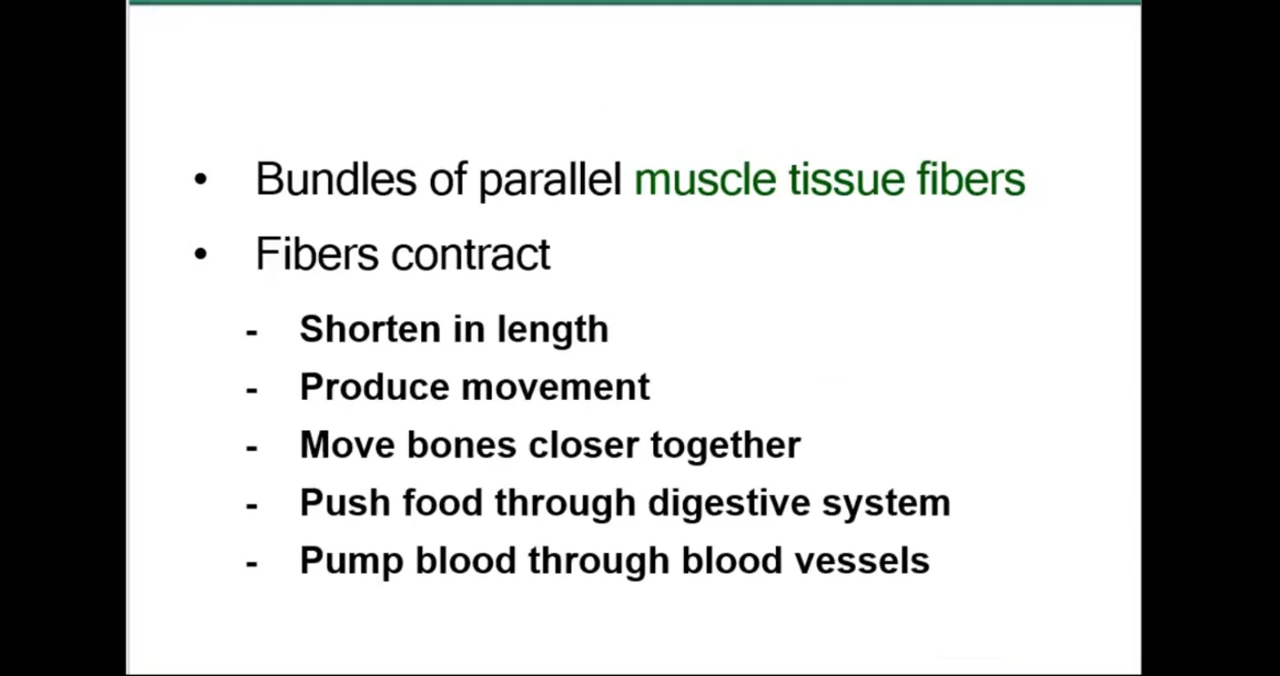 • Bundles of parallel muscle tissue fibers
• Fibers contract
- Shorten in length
- Produce movement
- Move bones closer together
- Push food through digestive system
- Pump blood through blood vessels